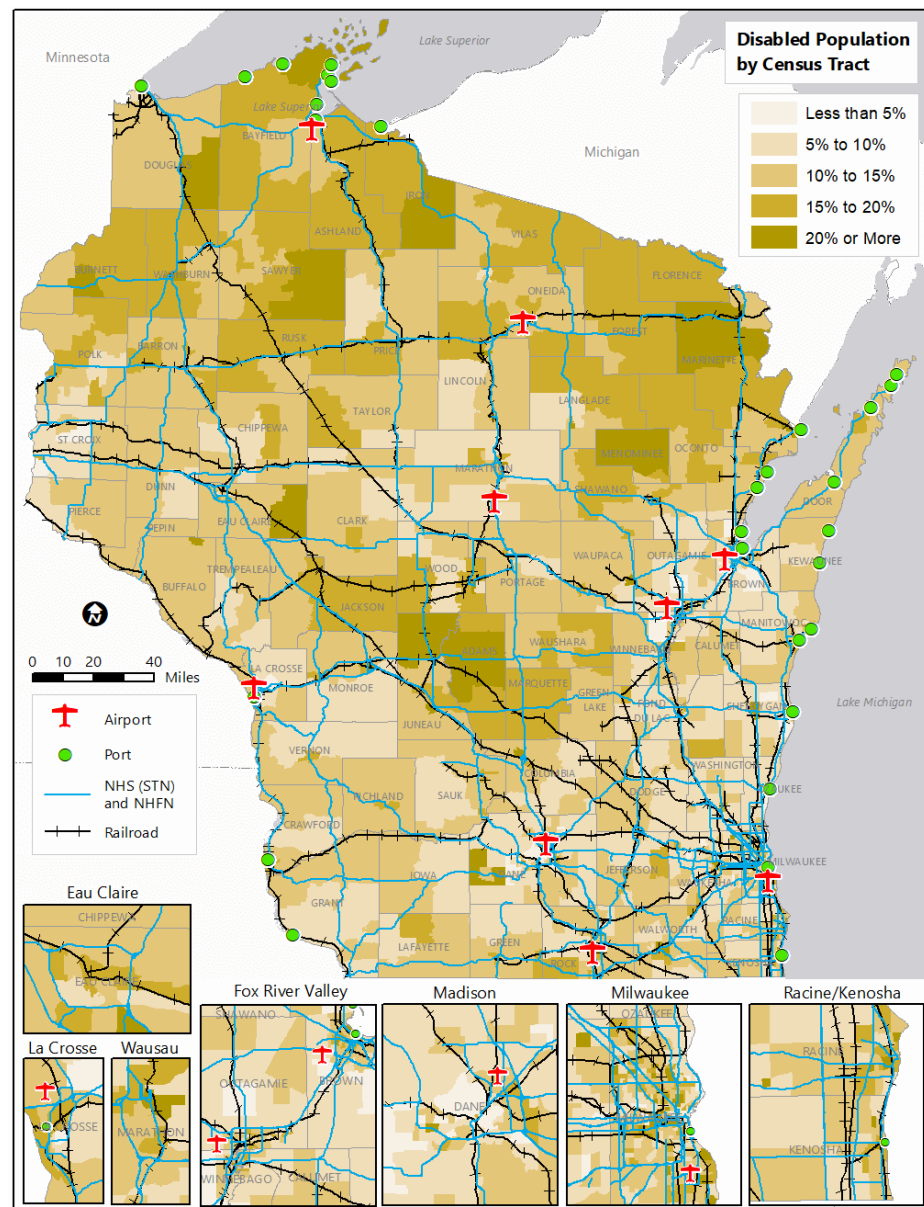 Minnesota
Lake Superior
Disabled Population
by Census Tract
Less than 5%
5% to 10%
10% to 15%
15% to 20%
20% or More
Michigan
BAYFIELD
DOUGLAS
IRON
ASHLAND
VILAS
BURNETT
WASHBURN
SAWYER
FLORENCE
ONEIDA
FOREST
POLK
BARRON
RUSK
PRICE
MARINETTE
LINCOLN
LANGLADE
TAYLOR
CHIPPEWA
ST CROIX
MENOMINEE
OCONTO
MARATHON
SHAWANO
DUNN
PIERCE
PEPIN
EAU CLAIRE
CLARK
DOOR
WAUPACA
OUTAGAMIE
BROWN
KEWAUNEE
TREMPEALEAU
BUFFALO
WOOD
PORTAGE
JACKSON
MANITOWOC
WAUSHARA
WINNEBAGO
CALUMET
ADAMS
N
0 10 20 40
Miles
LA CROSSE
MONROE
MARQUETTE
GREEN
LAKE
FOND
DU LAC
SHEBOYGAN
Lake Michigan
JUNEAU
Airport
Port
NHS (STN)
and NHFN
Railroad
VERNON
WASHINGTON
COLUMBIA
DODGE
RICHLAND
SAUK
CRAWFORD
MILWAUKEE
IOWA
DANE
JEFFERSON
GRANT
RACINE
WALWORTH
LAFAYETTE
GREEN
ROCK
KENOSHA
Eau Claire
CHIPPEWA
EAU CLAIRE
La Crosse
Wausau
MARATHON
Fox River Valley
SHAWANO
OUTAGAMIE
BROWN
WINNEBAGO
CALUMET
Madison
DANE
Milwaukee
OZAUKEE
Racine/Kenosha
RACINE
KENOSHA